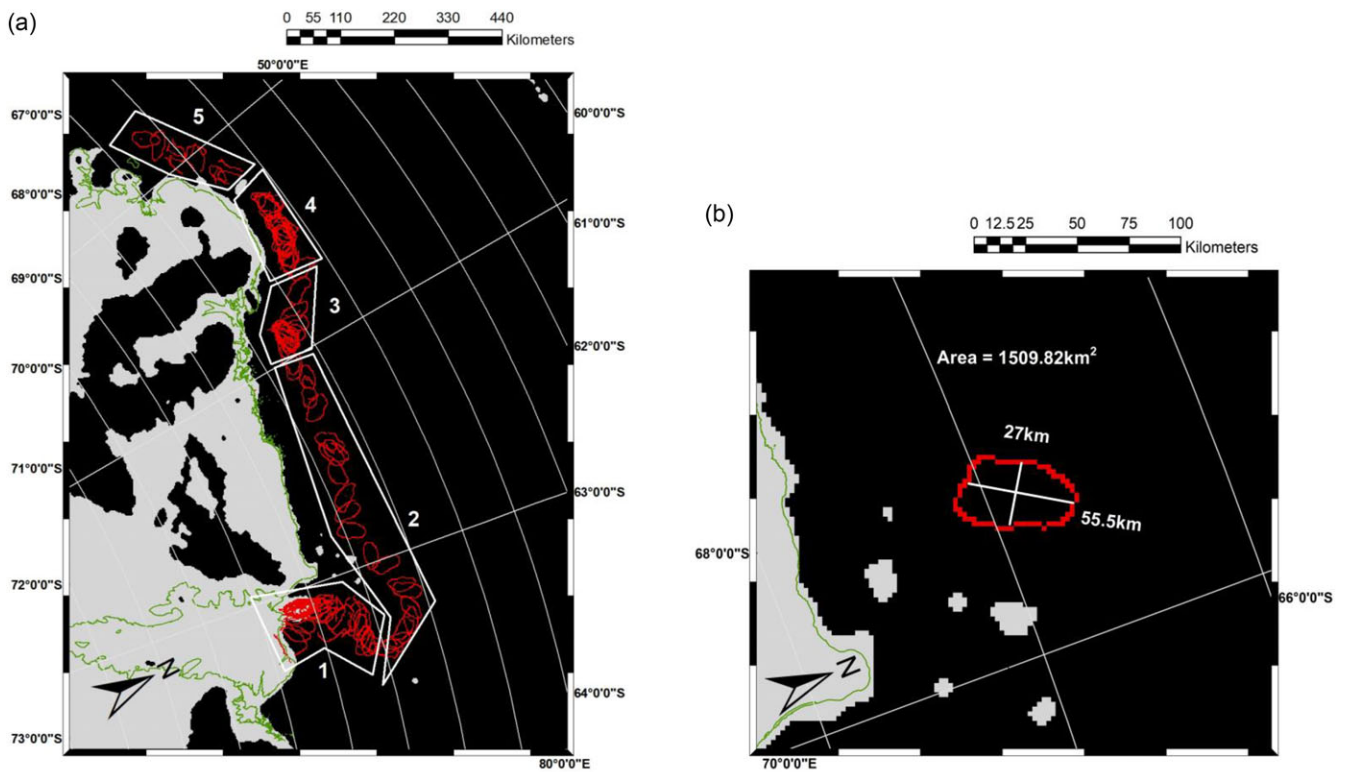 (a)
0 55 110 220 330 440
Kilometers
50°0'0"E
67°0'0"S
60°0'0"S
5
68°0'0"S
4
61°0'0"S
69°0'0"S
3
62°0'0"S
70°0'0"S
71°0'0"S
63°0'0"S
2
72°0'0"S
1
N
64°0'0"S
73°0'0"S
80°0'0"E
(b)
0 12.5 25 50 75 100
Kilometers
Area = 1509.82km²
27km
55.5km
68°0'0"S
66°0'0"S
N
70°0'0"E